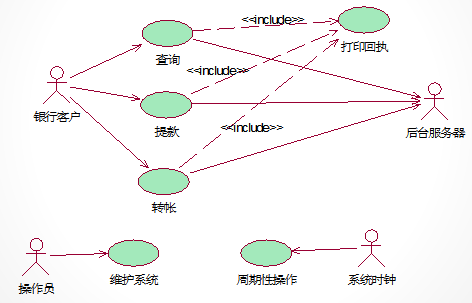 <<include>>
查询
打印回执
<<include>>
银行客户
提款
<<include>>
后台服务器
转帐
操作员
维护系统
周期性操作
系统时钟